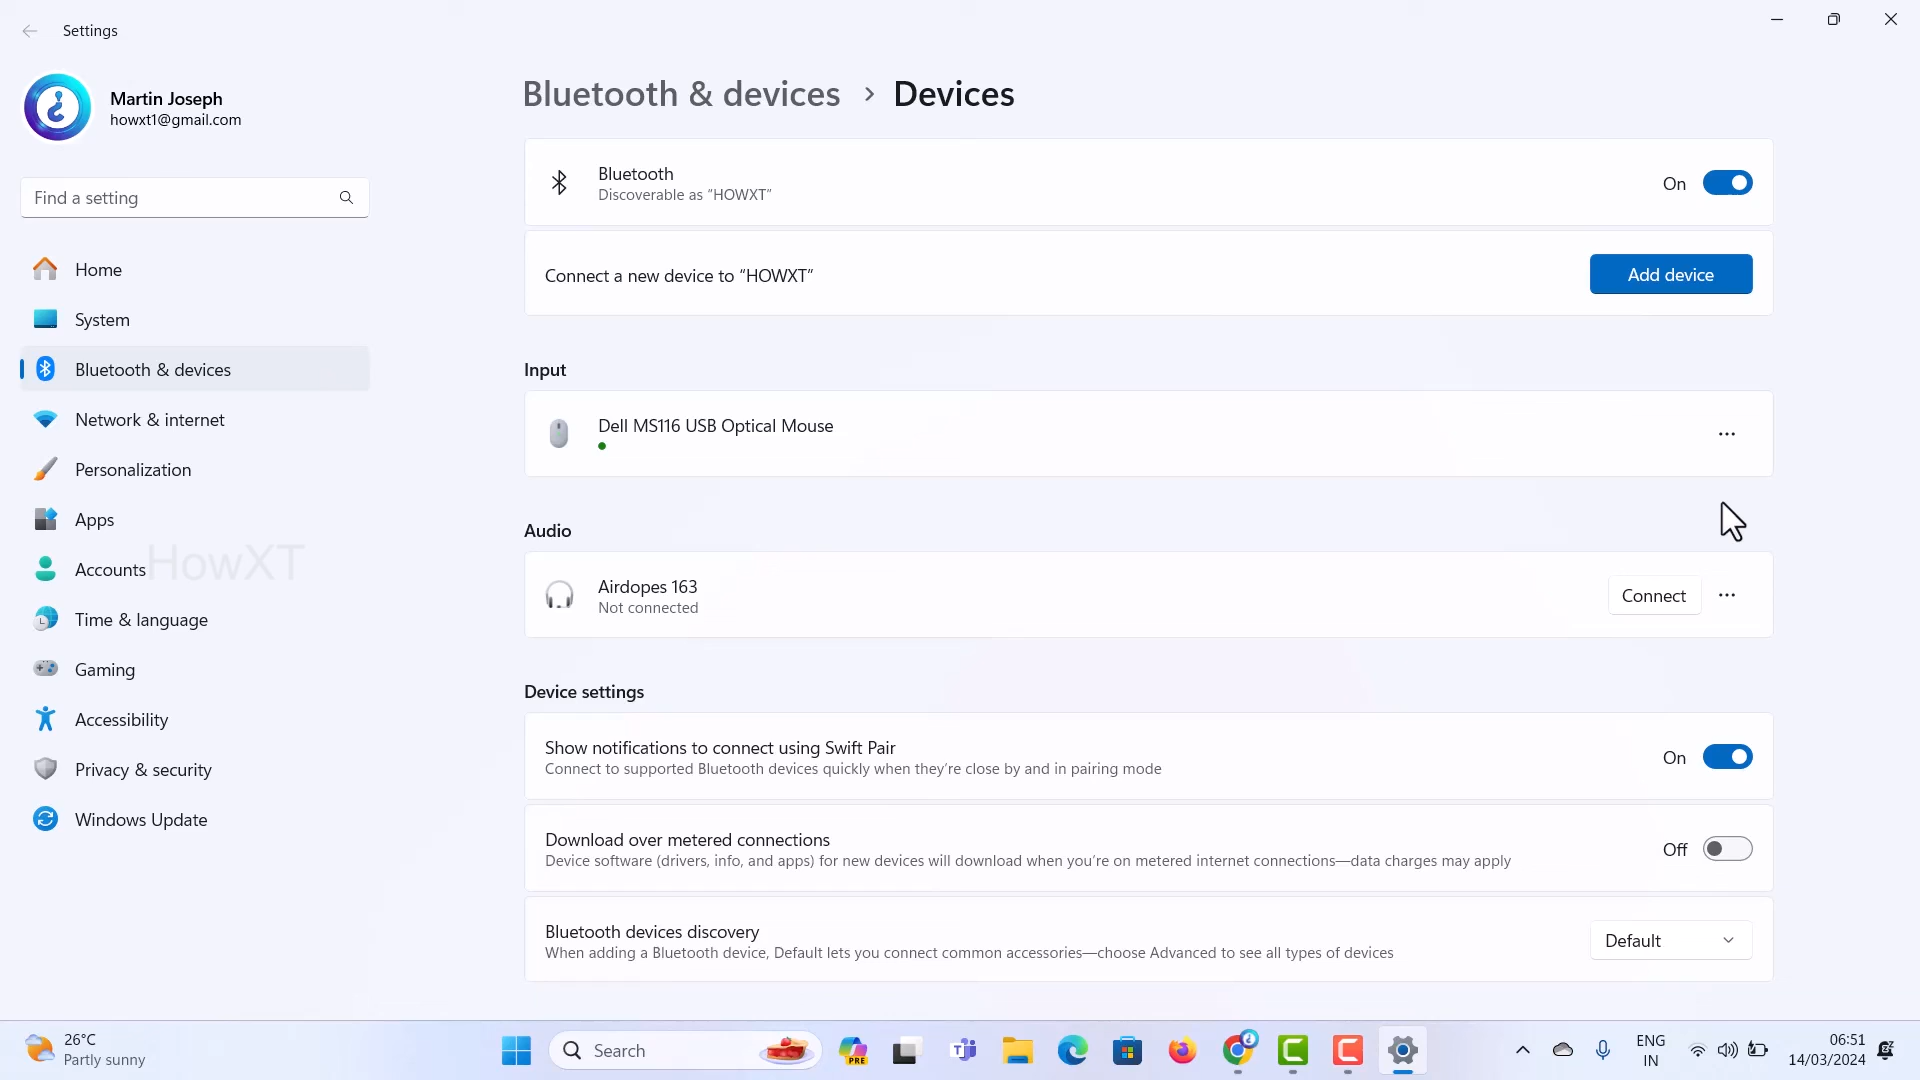 Settings
Martin Joseph
howxt1@gmail.com
Find a setting
Home
System
Bluetooth & devices
Network & internet
Personalization
Apps
Accounts
HowXT
Time & language
Gaming
Accessibility
Privacy & security
Windows Update
Bluetooth & devices › Devices
Bluetooth
Discoverable as “HOWXT”
On
Connect a new device to “HOWXT”
Add device
Input
Dell MS116 USB Optical Mouse
Audio
Airdopes 163
Not connected
Connect
Device settings
Show notifications to connect using Swift Pair
Connect to supported Bluetooth devices quickly when they’re close by and in pairing mode
On
Download over metered connections
Device software (drivers, info, and apps) for new devices will download when you’re on metered internet connections—data charges may apply
Off
Bluetooth devices discovery
When adding a Bluetooth device, Default lets you connect common accessories—choose Advanced to see all types of devices
Default
26°C
Partly sunny
Search
PRE
ENG
IN
06:51
14/03/2024